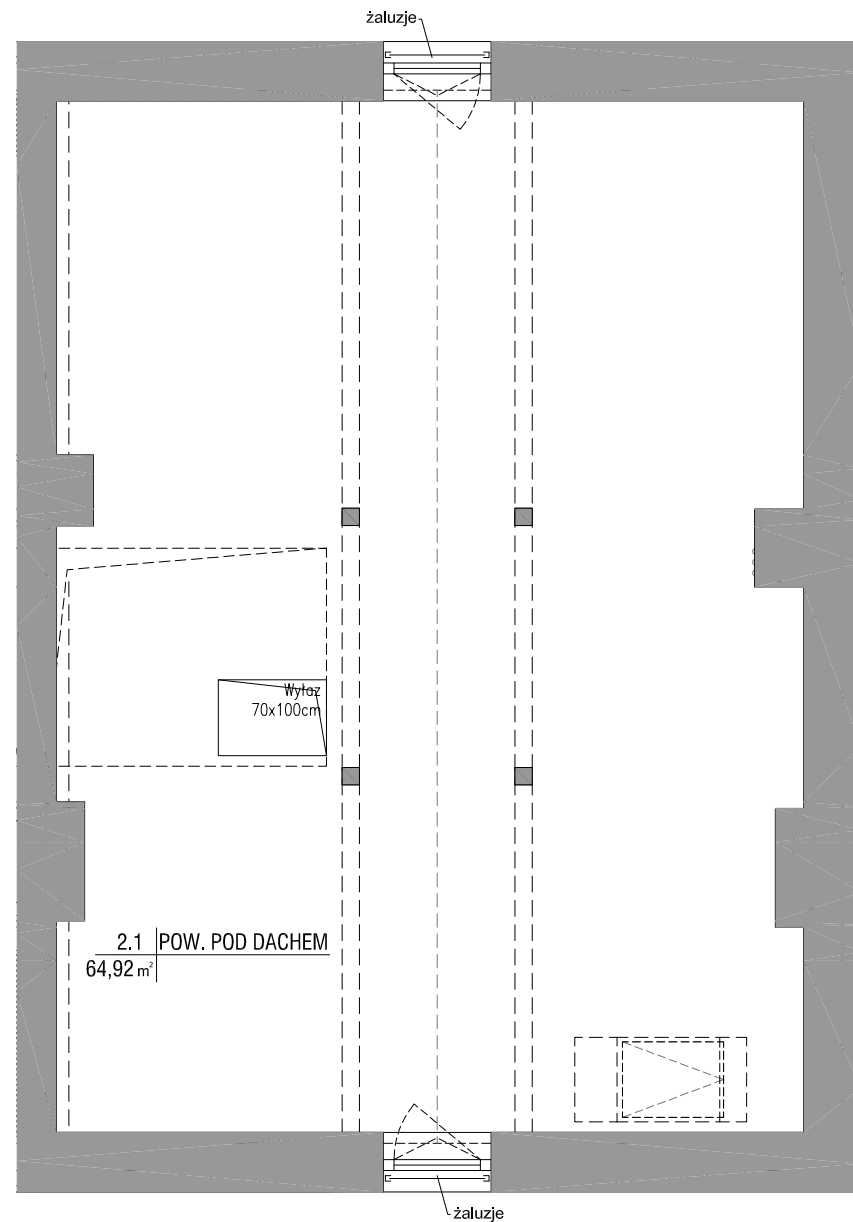 żaluzje
Wyłaz
70x100cm
2.1 POW. POD DACHEM
64,92 m²
żaluzje